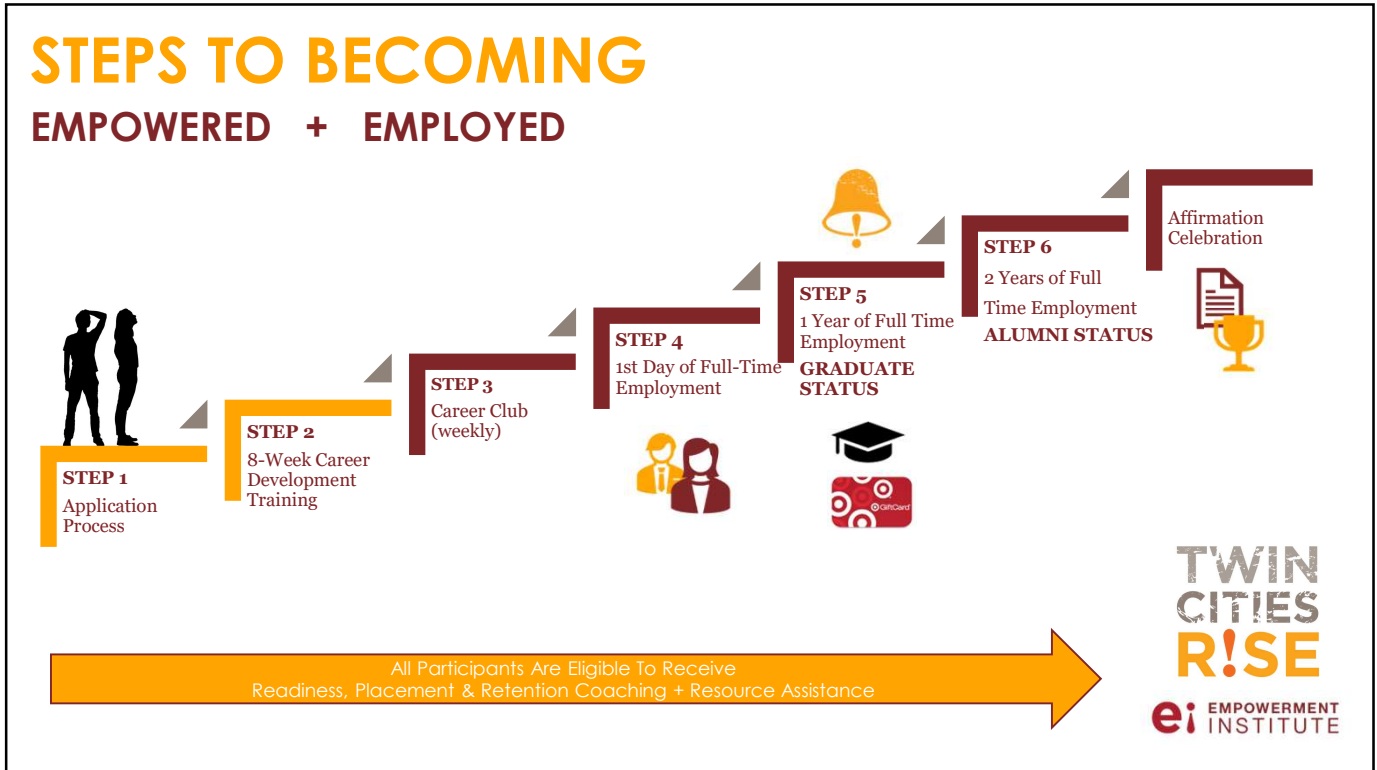 STEPS TO BECOMING
EMPOWERED + EMPLOYED
STEP 1
Application
Process
STEP 2
8-Week Career
Development
Training
STEP 3
Career Club
(weekly)
STEP 4
1st Day of Full-Time
Employment
STEP 5
1 Year of Full Time
Employment
GRADUATE
STATUS
GiftCard
STEP 6
2 Years of Full
Time Employment
ALUMNI STATUS
Affirmation
Celebration
All Participants Are Eligible To Receive
Readiness, Placement & Retention Coaching + Resource Assistance
TWIN
CITIES
R!SE
ei EMPOWERMENT
INSTITUTE